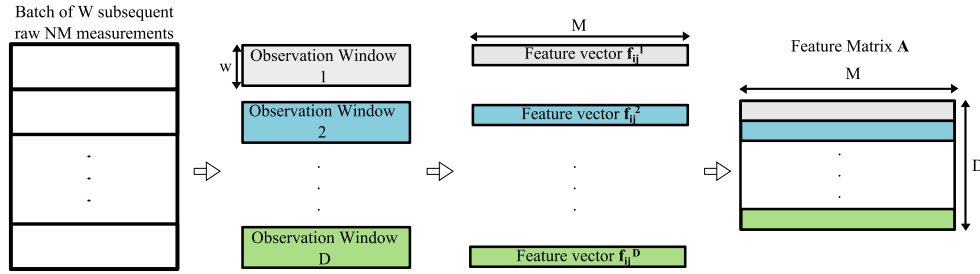 Batch of W subsequent
raw NM measurements
w
Observation Window
1
Observation Window
2
.
.
.
Observation Window
D
M
Feature vector f_ij^1
Feature vector f_ij^2
.
.
.
Feature vector f_ij^D
Feature Matrix A
M
D